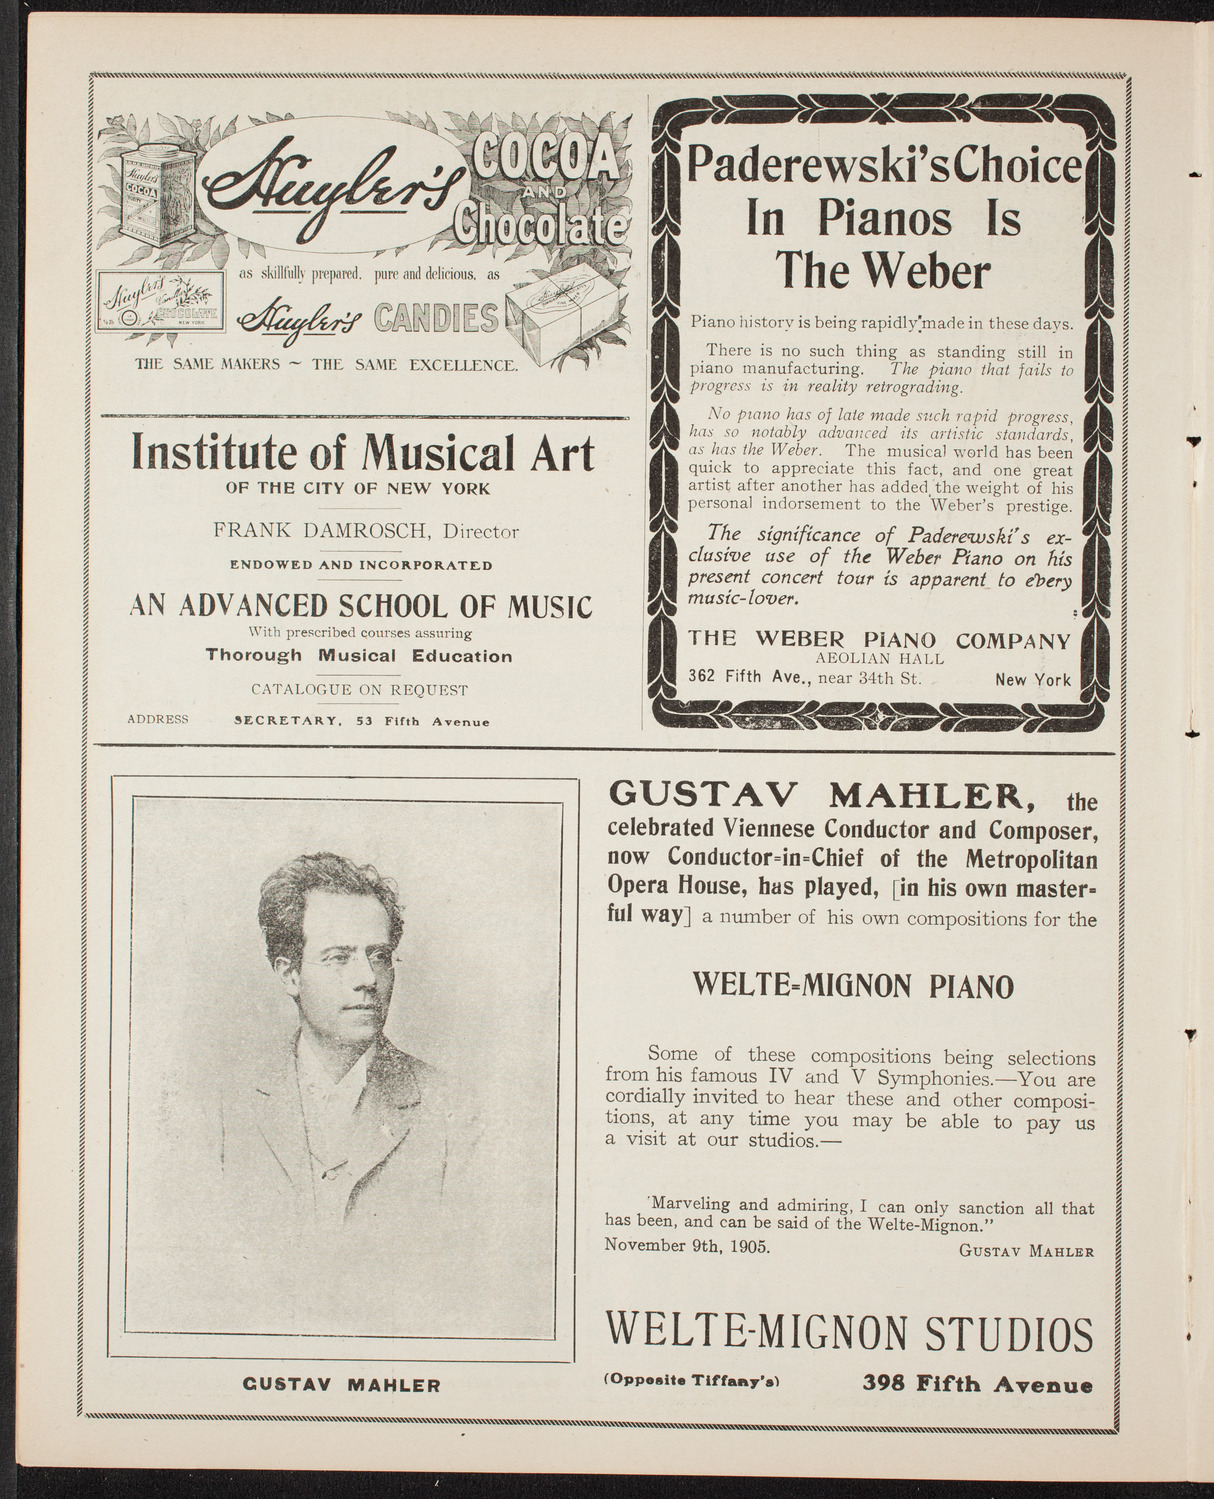 Huyler's
COCOA
AND
Chocolate
Huyler's
COCOA
Huyler's
Vanilla
CHOCOLATE
NEW YORK
as skillfully prepared, pure and delicious, as
Huyler's CANDIES
THE SAME MAKERS ~ THE SAME EXCELLENCE.
Institute of Musical Art
OF THE CITY OF NEW YORK
FRANK DAMROSCH, Director
ENDOWED AND INCORPORATED
AN ADVANCED SCHOOL OF MUSIC
With prescribed courses assuring
Thorough Musical Education
CATALOGUE ON REQUEST
ADDRESS SECRETARY, 53 Fifth Avenue
Paderewski's Choice
In Pianos Is
The Weber
Piano history is being rapidly made in these days.
There is no such thing as standing still in
piano manufacturing. The piano that fails to
progress is in reality retrograding.
No piano has of late made such rapid progress,
has so notably advanced its artistic standards,
as has the Weber. The musical world has been
quick to appreciate this fact, and one great
artist after another has added the weight of his
personal indorsement to the Weber's prestige.
The significance of Paderewski's ex-
clusive use of the Weber Piano on his
present concert tour is apparent to every
music-lover.
THE WEBER PIANO COMPANY
AEOLIAN HALL
362 Fifth Ave., near 34th St. New York
GUSTAV MAHLER
GUSTAV MAHLER, the
celebrated Viennese Conductor and Composer,
now Conductor=in=Chief of the Metropolitan
Opera House, has played, [in his own master=
ful way] a number of his own compositions for the
WELTE=MIGNON PIANO
Some of these compositions being selections
from his famous IV and V Symphonies.—You are
cordially invited to hear these and other composi-
tions, at any time you may be able to pay us
a visit at our studios.—
'Marveling and admiring, I can only sanction all that
has been, and can be said of the Welte-Mignon."
November 9th, 1905. GUSTAV MAHLER
WELTE-MIGNON STUDIOS
(Opposite Tiffany's) 398 Fifth Avenue